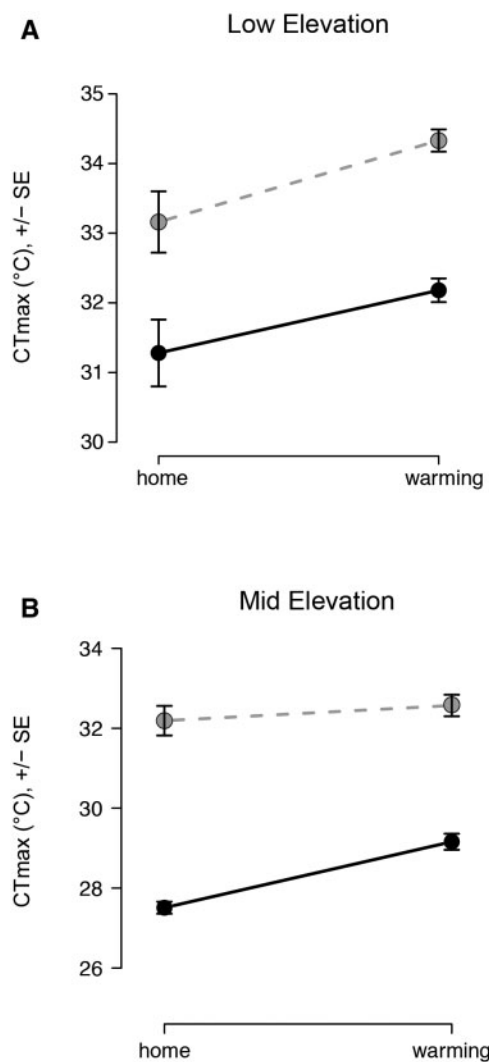 A
Low Elevation
CTmax (°C), +/− SE
35
34
33
32
31
30
home
warming
B
Mid Elevation
CTmax (°C), +/− SE
34
32
30
28
26
home
warming